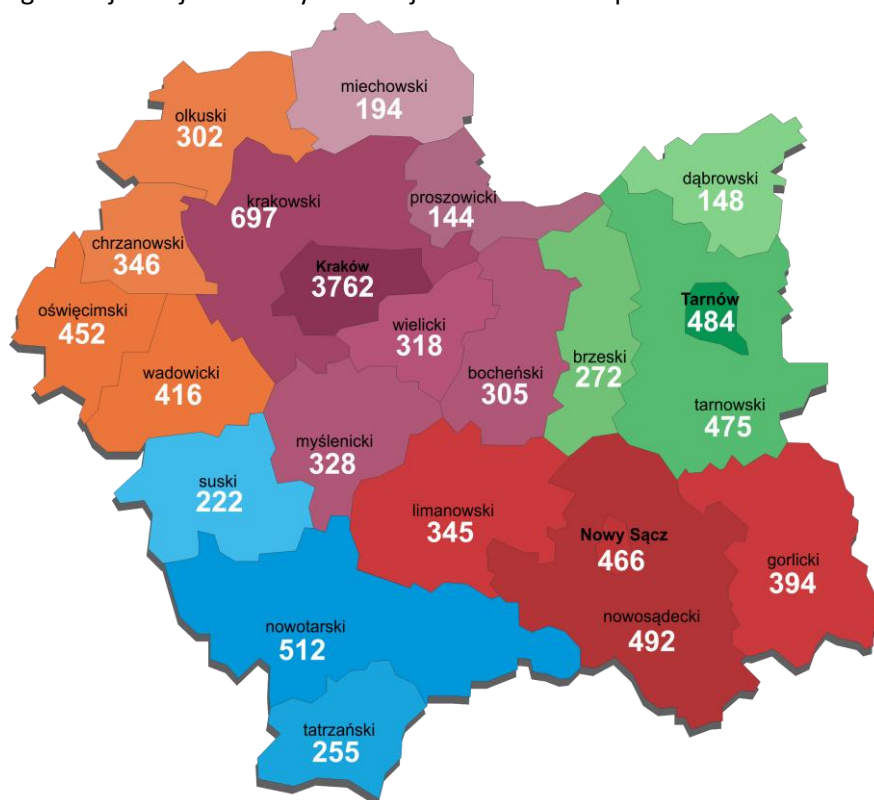 miechowski
194
olkuski
302
dąbrowski
148
krakowski
697
proszowicki
144
chrzanowski
346
Kraków
3762
Tarnów
484
oświęcimski
452
wielicki
318
brzeski
272
wadowicki
416
bocheński
305
tarnowski
475
myślenicki
328
suski
222
limanowski
345
Nowy Sącz
466
gorlicki
394
nowotarski
512
nowosądecki
492
tatrzański
255